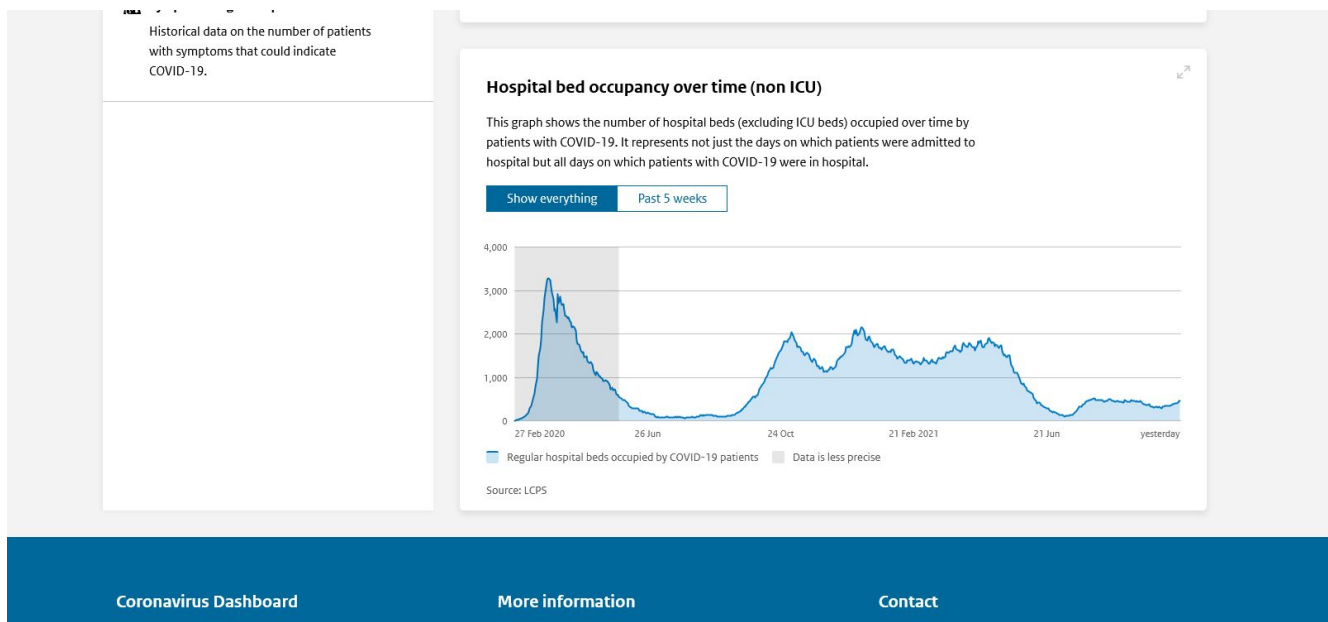 Historical data on the number of patients
with symptoms that could indicate
COVID-19.
Hospital bed occupancy over time (non ICU)
This graph shows the number of hospital beds (excluding ICU beds) occupied over time by
patients with COVID-19. It represents not just the days on which patients were admitted to
hospital but all days on which patients with COVID-19 were in hospital.
Show everything Past 5 weeks
4,000
3,000
2,000
1,000
0
27 Feb 2020 26 Jun 24 Oct 21 Feb 2021 21 Jun yesterday
Regular hospital beds occupied by COVID-19 patients Data is less precise
Source: LCPS
Coronavirus Dashboard More information Contact